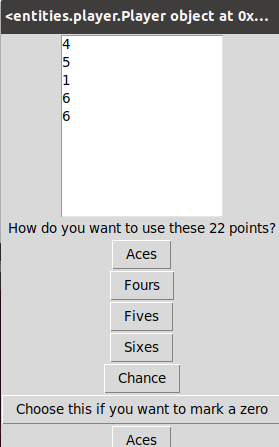 <entities.player.Player object at 0x...
4
5
1
6
6
How do you want to use these 22 points?
Aces
Fours
Fives
Sixes
Chance
Choose this if you want to mark a zero
Aces